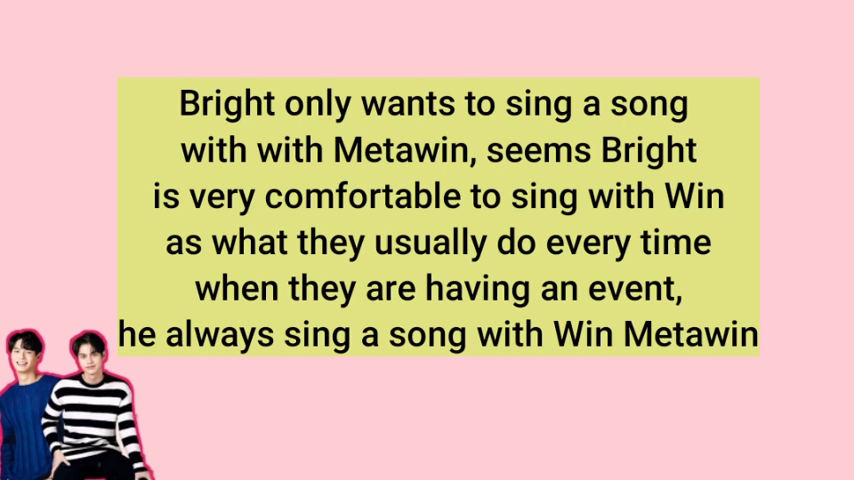 Bright only wants to sing a song
with with Metawin, seems Bright
is very comfortable to sing with Win
as what they usually do every time
when they are having an event,
he always sing a song with Win Metawin